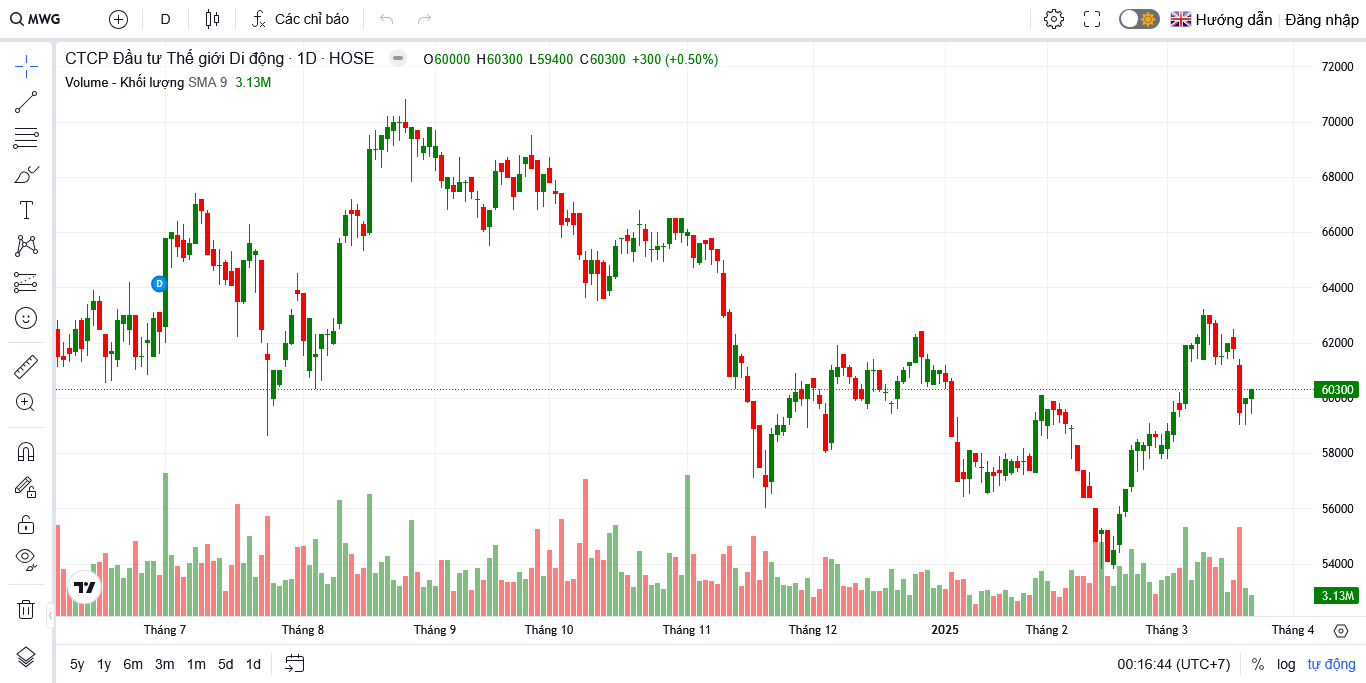 MWG D Các chỉ báo Hướng dẫn Đăng nhập
CTCP Đầu tư Thế giới Di động · 1D · HOSE O60000 H60300 L59400 C60300 +300 (+0.50%)
Volume - Khối lượng SMA 9 3.13M
72000
70000
68000
66000
64000
62000
60300
60000
58000
56000
54000
3.13M
D
Tháng 7 Tháng 8 Tháng 9 Tháng 10 Tháng 11 Tháng 12 2025 Tháng 2 Tháng 3 Tháng 4
5y 1y 6m 3m 1m 5d 1d 00:16:44 (UTC+7) % log tự động